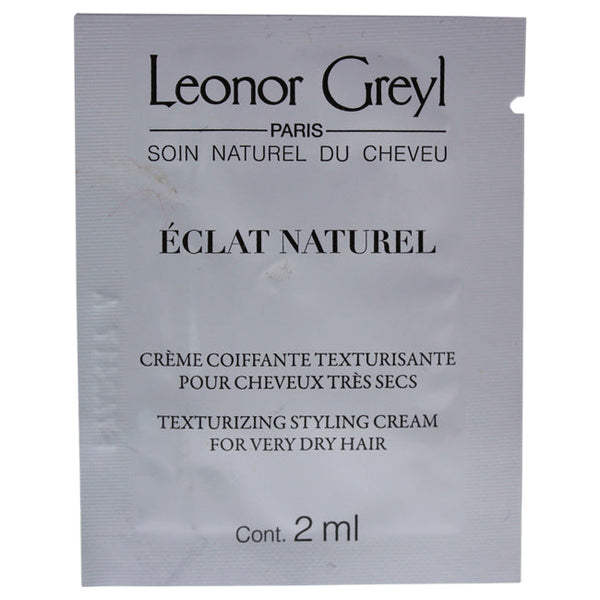 Leonor Greyl
PARIS
SOIN NATUREL DU CHEVEU
ÉCLAT NATUREL
CRÈME COIFFANTE TEXTURISANTE
POUR CHEVEUX TRÈS SECS
TEXTURIZING STYLING CREAM
FOR VERY DRY HAIR
Cont. 2 ml